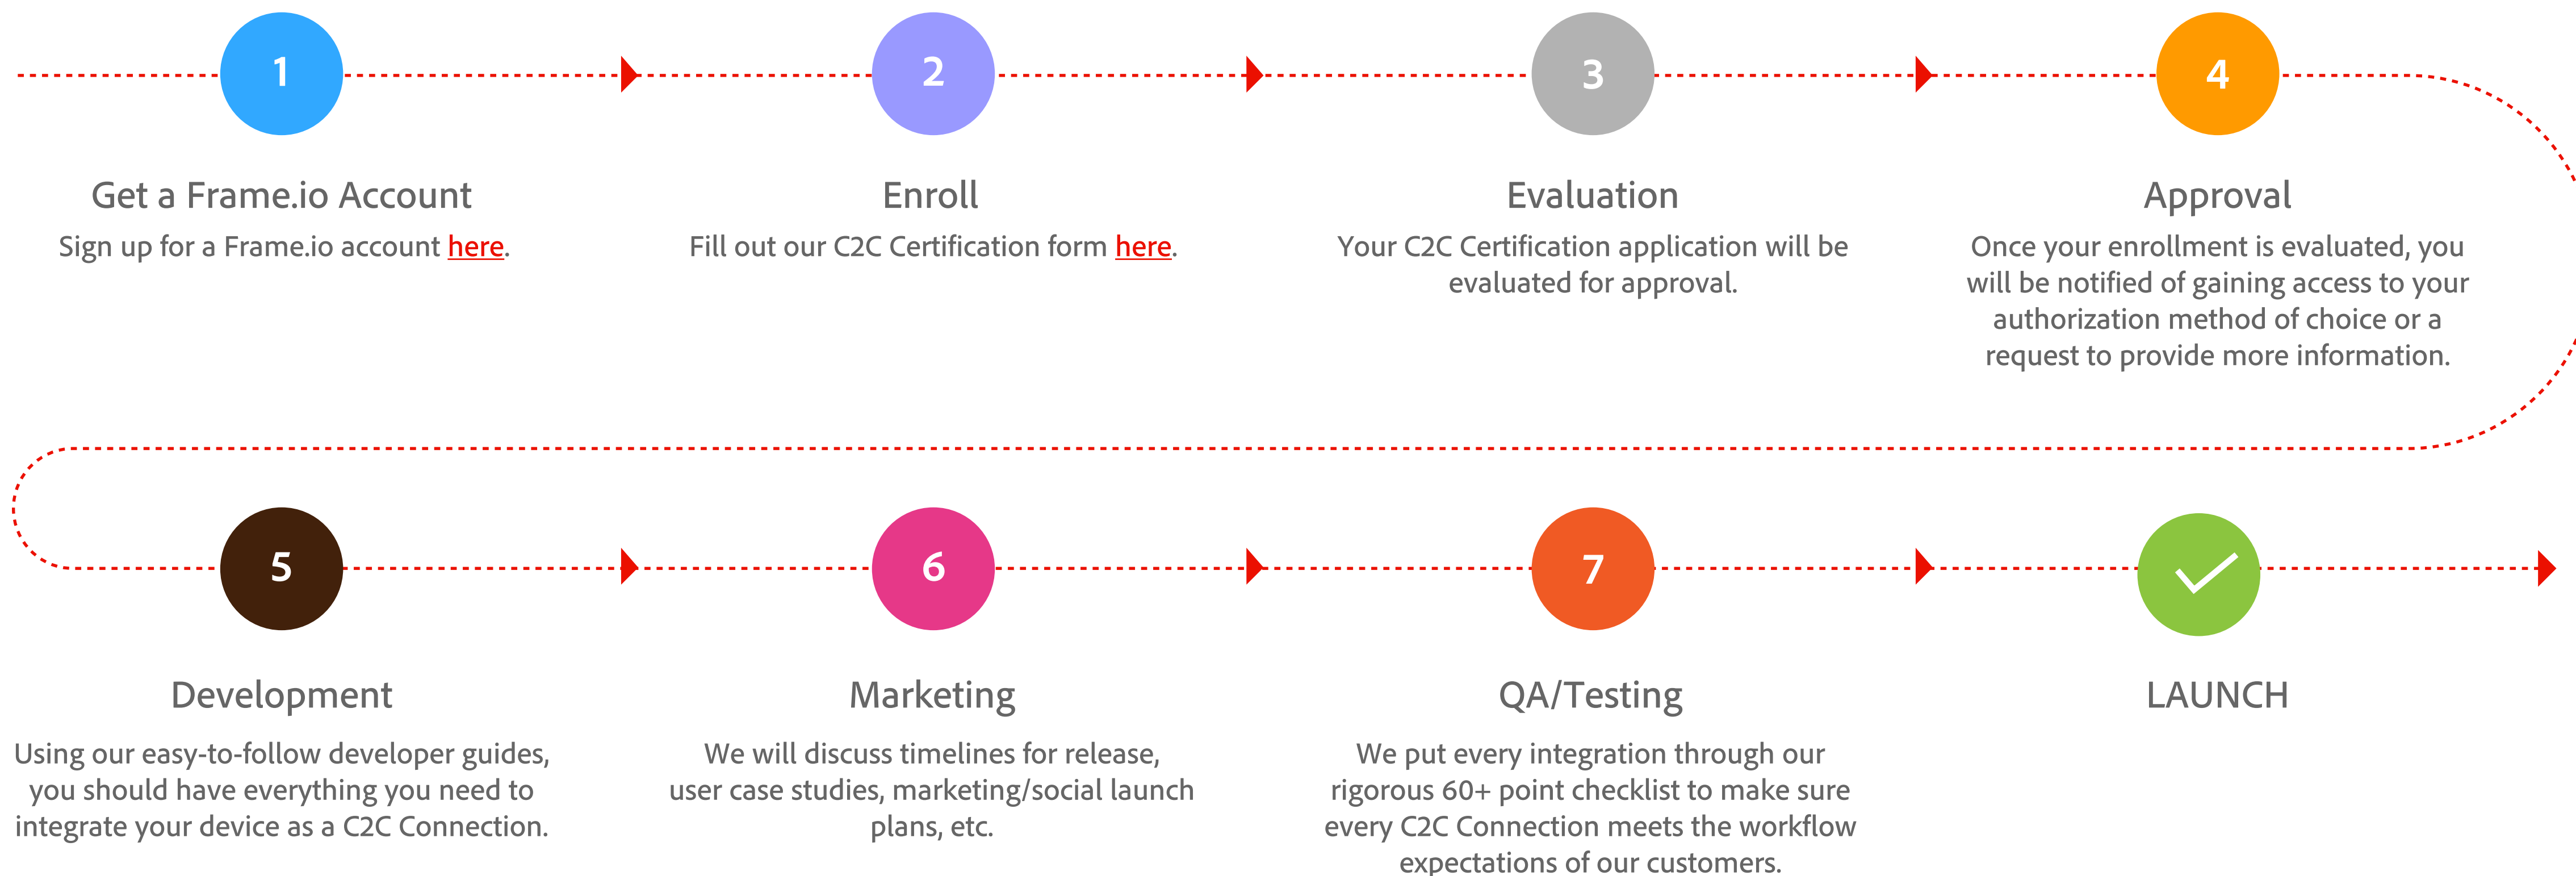 1
2
3
4
Get a Frame.io Account
Sign up for a Frame.io account here.
Enroll
Fill out our C2C Certification form here.
Evaluation
Your C2C Certification application will be
evaluated for approval.
Approval
Once your enrollment is evaluated, you
will be notified of gaining access to your
authorization method of choice or a
request to provide more information.
5
6
7
Development
Using our easy-to-follow developer guides,
you should have everything you need to
integrate your device as a C2C Connection.
Marketing
We will discuss timelines for release,
user case studies, marketing/social launch
plans, etc.
QA/Testing
We put every integration through our
rigorous 60+ point checklist to make sure
every C2C Connection meets the workflow
expectations of our customers.
LAUNCH